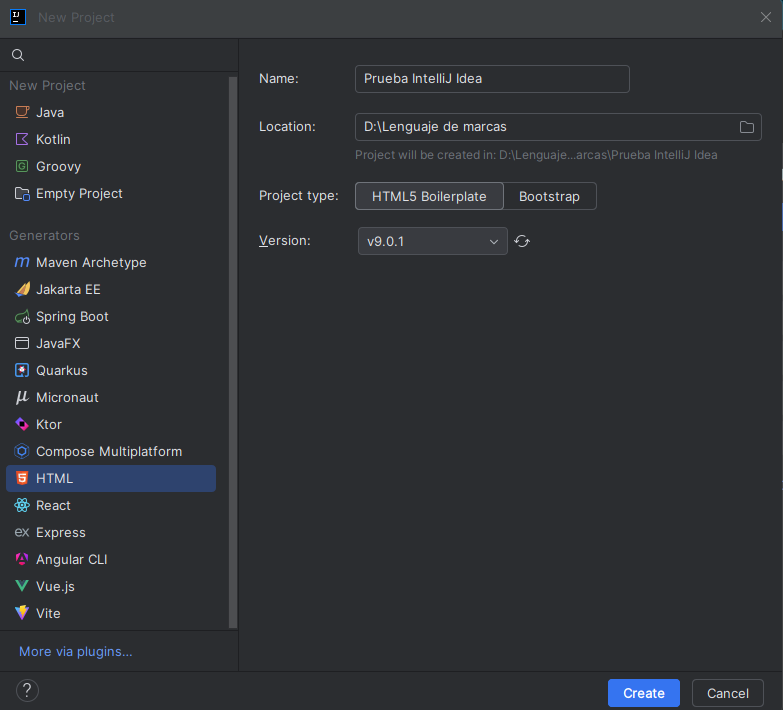 New Project
New Project
Java
Kotlin
Groovy
Empty Project
Generators
Maven Archetype
Jakarta EE
Spring Boot
JavaFX
Quarkus
Micronaut
Ktor
Compose Multiplatform
HTML
React
ex Express
Angular CLI
Vue.js
Vite
More via plugins...
Name: Prueba IntelliJ Idea
Location: D:\Lenguaje de marcas
Project will be created in: D:\Lenguaje...arcas\Prueba IntelliJ Idea
Project type: HTML5 Boilerplate Bootstrap
Version: v9.0.1
? Create Cancel